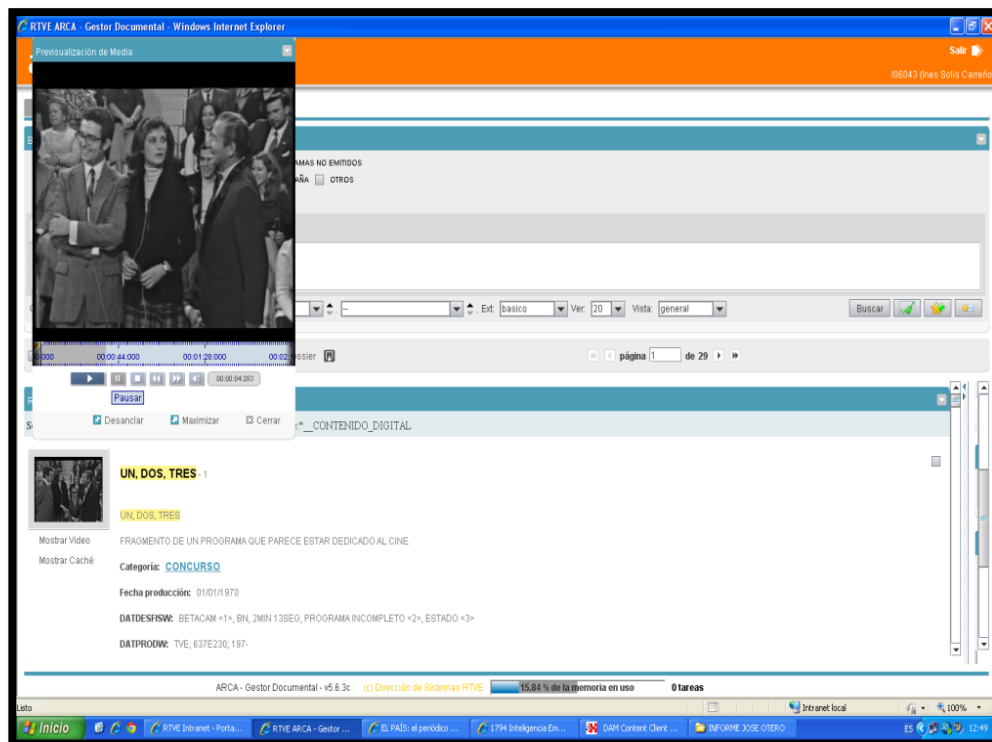 RTVE ARCA - Gestor Documental - Windows Internet Explorer
Previsualización de Media
Salir
I06043 (Ines Solis Carreño
AMAS NO EMITIDOS
AÑA OTROS
Ext: basico Ver: 20 Vista: general Buscar
00:00:44:000 00:01:28:000 00:02:
página 1 de 29
00:00:04:283
Pausar
Desanclar Maximizar Cerrar
:*__CONTENIDO_DIGITAL
UN, DOS, TRES - 1
UN, DOS, TRES
Mostrar Video
FRAGMENTO DE UN PROGRAMA QUE PARECE ESTAR DEDICADO AL CINE.
Mostrar Caché
Categoria: CONCURSO
Fecha producción: 01/01/1970
DATDESFISW: BETACAM <1>, BN, 2MIN 13SEG, PROGRAMA INCOMPLETO <2>, ESTADO <3>
DATPRODW: TVE; 637E230; 197-
ARCA - Gestor Documental - v5.6.3c (c) Dirección de Sistemas RTVE 15.84 % de la memoria en uso 0 tareas
Listo Intranet local 100%
Inicio RTVE Intranet - Porta... RTVE ARCA - Gestor ... EL PAÍS: el periódico ... 1794 Inteligencia Em... DAM Content Client ... INFORME JOSE OTERO ES 12:49